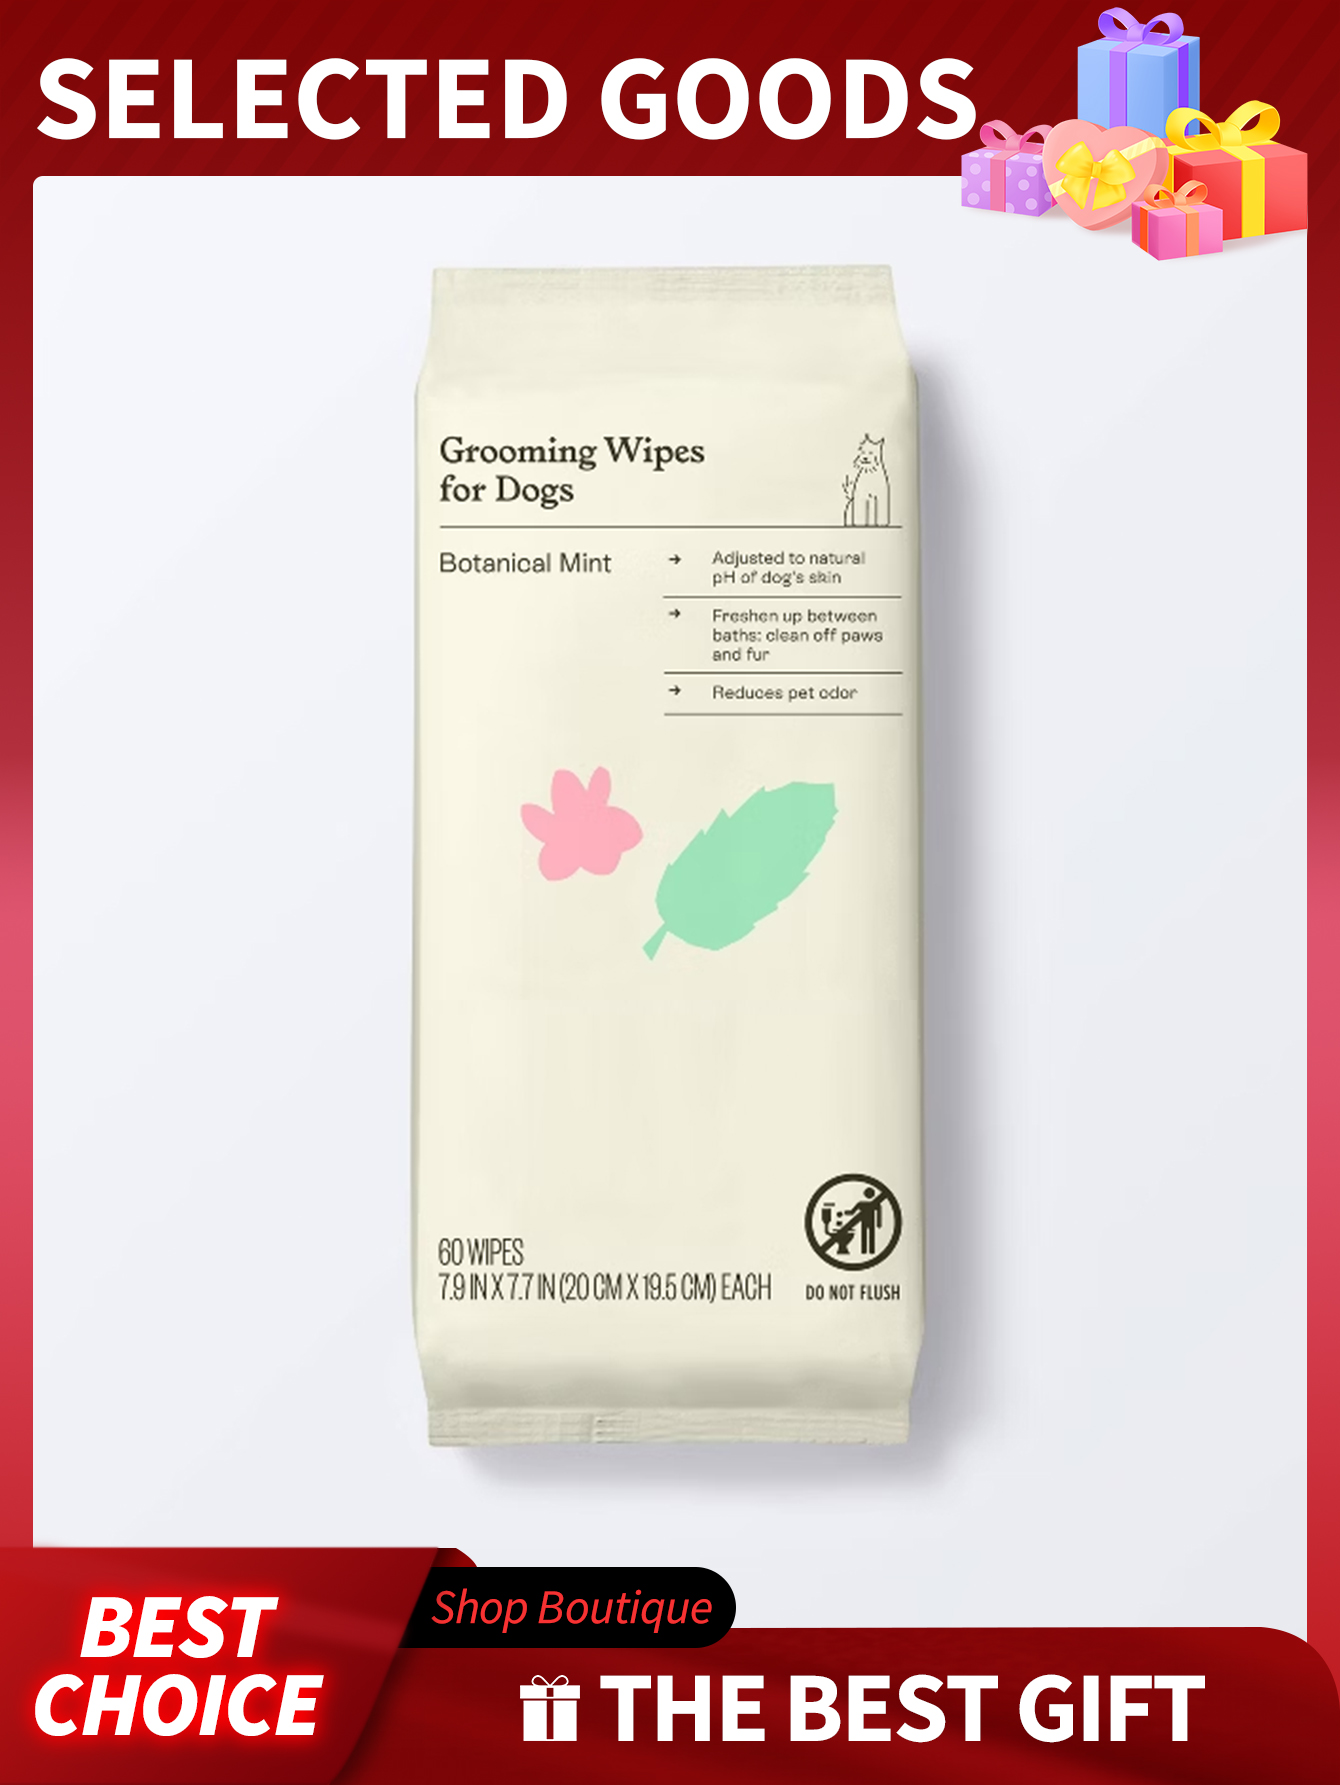 SELECTED GOODS
Grooming Wipes
for Dogs
Botanical Mint
→ Adjusted to natural
pH of dog's skin
→ Freshen up between
baths: clean off paws
and fur
→ Reduces pet odor
60 WIPES
7.9 IN X 7.7 IN (20 CM X 19.5 CM) EACH
DO NOT FLUSH
BEST
CHOICE
Shop Boutique
THE BEST GIFT